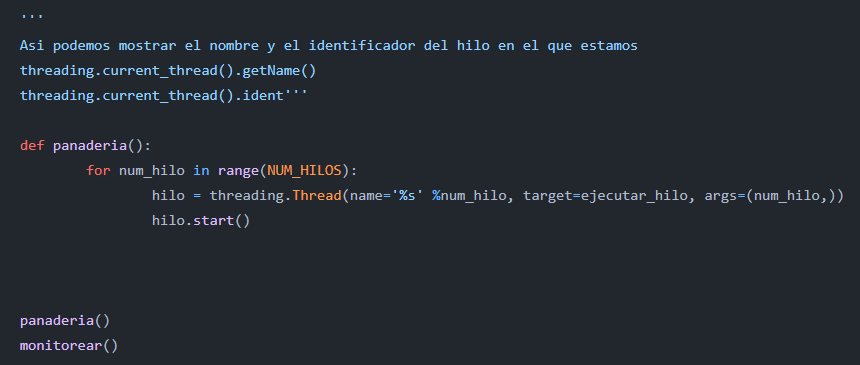 '''
Asi podemos mostrar el nombre y el identificador del hilo en el que estamos
threading.current_thread().getName()
threading.current_thread().ident'''
def panaderia():
for num_hilo in range(NUM_HILOS):
hilo = threading.Thread(name='%s' %num_hilo, target=ejecutar_hilo, args=(num_hilo,))
hilo.start()
panaderia()
monitorear()